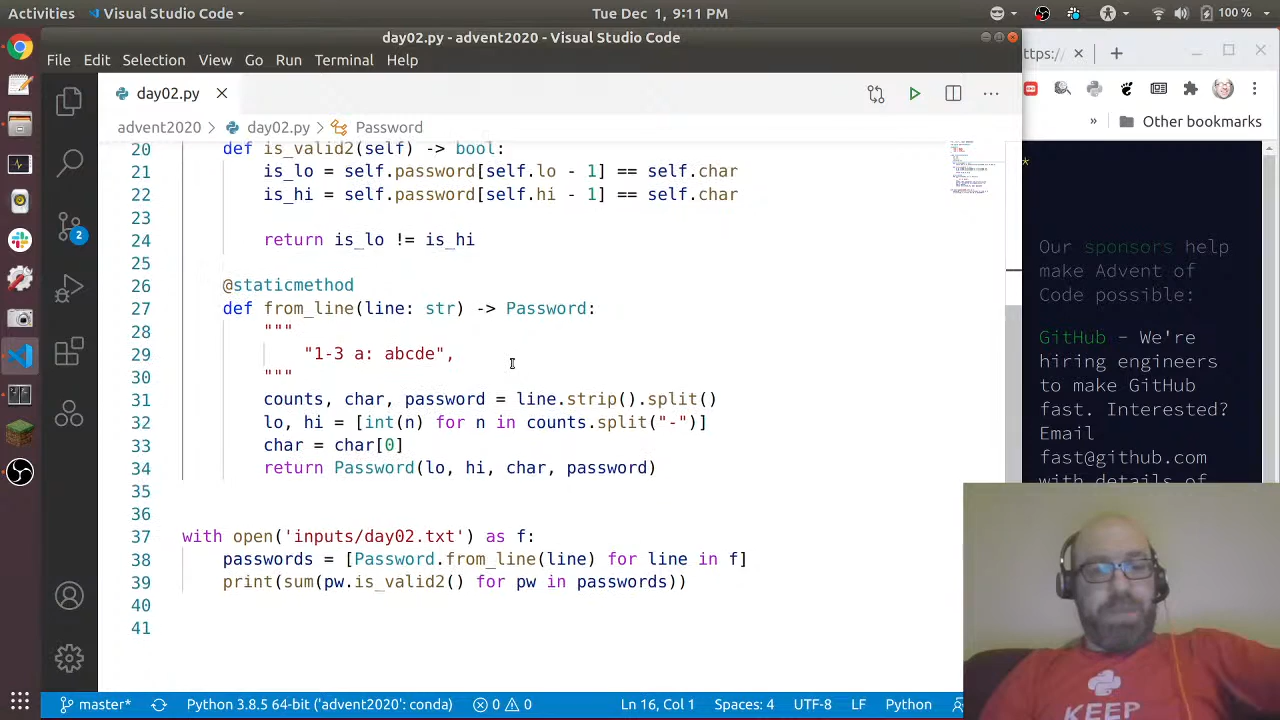 Activities
Visual Studio Code
Tue Dec 1, 9:11 PM
100 %
day02.py - advent2020 - Visual Studio Code
ttps://
File Edit Selection View Go Run Terminal Help
day02.py
Other bookmarks
advent2020 > day02.py > Password
20 def is_valid2(self) -> bool:
21 is_lo = self.password[self.lo - 1] == self.char
22 is_hi = self.password[self.hi - 1] == self.char
23
24 return is_lo != is_hi
25
26 @staticmethod
27 def from_line(line: str) -> Password:
28 """
29 "1-3 a: abcde",
30 """
31 counts, char, password = line.strip().split()
32 lo, hi = [int(n) for n in counts.split("-")]
33 char = char[0]
34 return Password(lo, hi, char, password)
35
36
37 with open('inputs/day02.txt') as f:
38 passwords = [Password.from_line(line) for line in f]
39 print(sum(pw.is_valid2() for pw in passwords))
40
41
2
*
Our sponsors help
make Advent of
Code possible:
GitHub - We're
hiring engineers
to make GitHub
fast. Interested?
Email
fast@github.com
with details of
KEEP
master*
Python 3.8.5 64-bit ('advent2020': conda)
0
0
Ln 16, Col 1
Spaces: 4
UTF-8
LF
Python